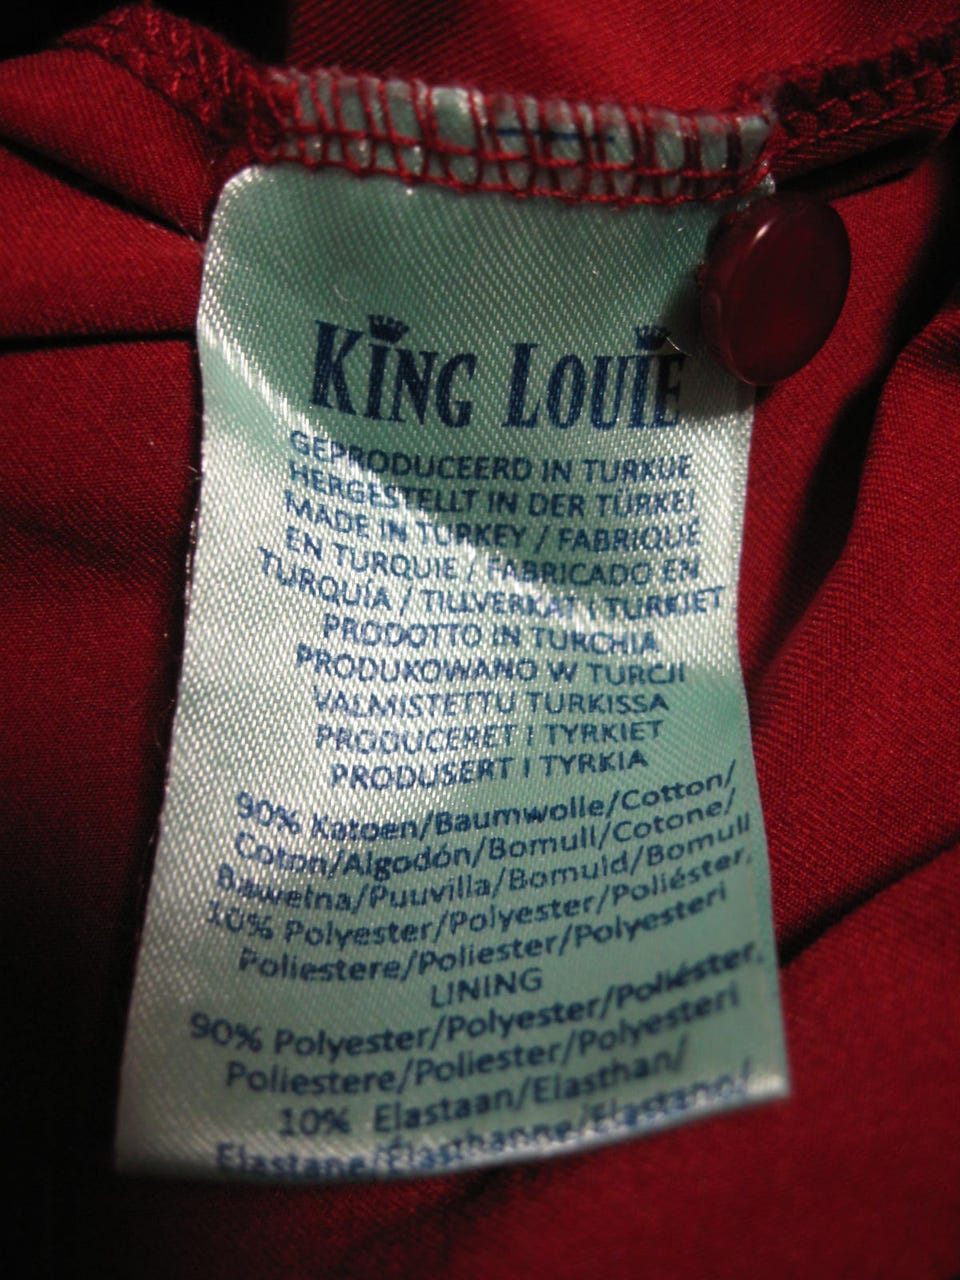 KING LOUIE
GEPRODUCEERD IN TURKIJE
HERGESTELLT IN DER TÜRKEI
MADE IN TURKEY / FABRIQUÉ
EN TURQUIE / FABRICADO EN
TURQUÍA / TILLVERKAT I TURKIET
PRODOTTO IN TURCHIA
PRODUKOWANO W TURCJI
VALMISTETTU TURKISSA
PRODUCERET I TYRKIET
PRODUSERT I TYRKIA
90% Katoen/Baumwolle/Cotton/
Coton/Algodón/Bomull/Cotone/
Bawełna/Puuvilla/Bomuld/Bomull
10% Polyester/Polyester/Poliéster,
Poliestere/Poliester/Polyesteri
LINING
90% Polyester/Polyester/Poliéster,
Poliestere/Poliester/Polyesteri
10% Elastaan/Elasthan/
Elastane/Élasthanne/Elastano/